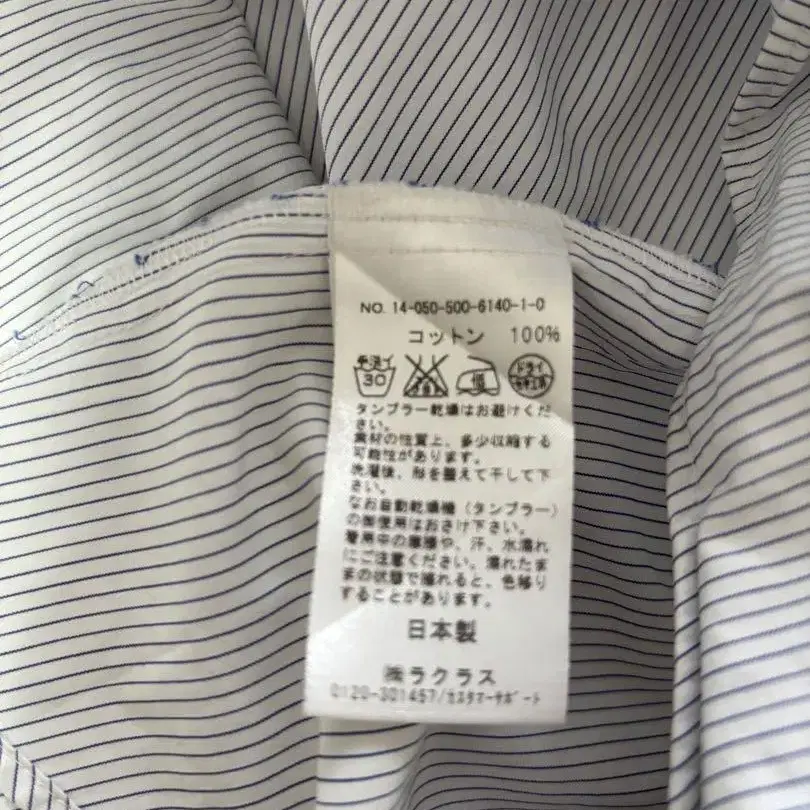 NO. 14-050-500-6140-1-0
コットン 100%
手洗イ
30
低
ドライ
タンブラー乾燥はお避けくだ
さい。
素材の性質上、多少収縮する
可能性があります。
洗濯後、形を整えて干して下
さい。
なお自動乾燥機(タンブラー)
の御使用はおさけ下さい。
着用中の摩擦や、汗、水濡れ
にご注意ください。濡れたま
まの状態で擦れると、色移り
することがあります。
日本製
㈱ラクラス
0120-301457/カスタマーサポート